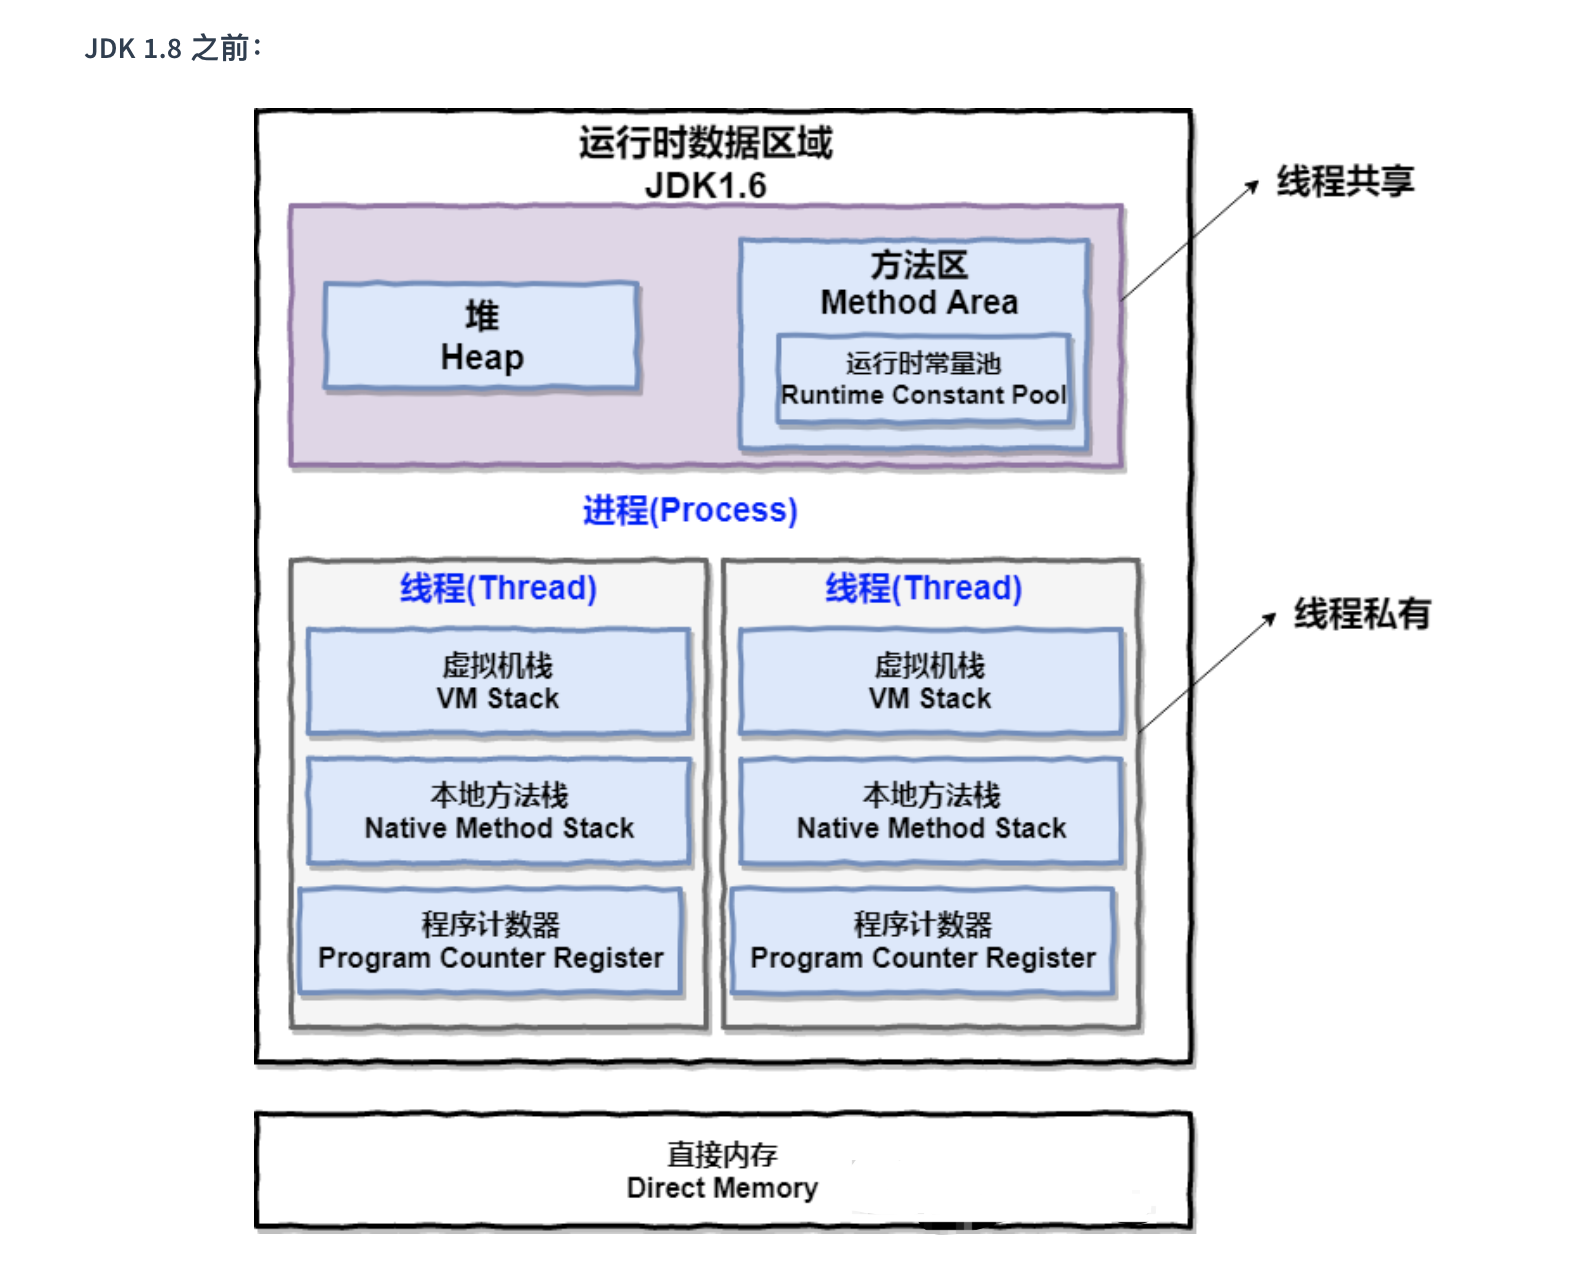 JDK 1.8 之前：
运行时数据区域
JDK1.6
线程共享
堆
Heap
方法区
Method Area
运行时常量池
Runtime Constant Pool
进程(Process)
线程(Thread)
虚拟机栈
VM Stack
本地方法栈
Native Method Stack
程序计数器
Program Counter Register
线程(Thread)
虚拟机栈
VM Stack
本地方法栈
Native Method Stack
程序计数器
Program Counter Register
线程私有
直接内存
Direct Memory